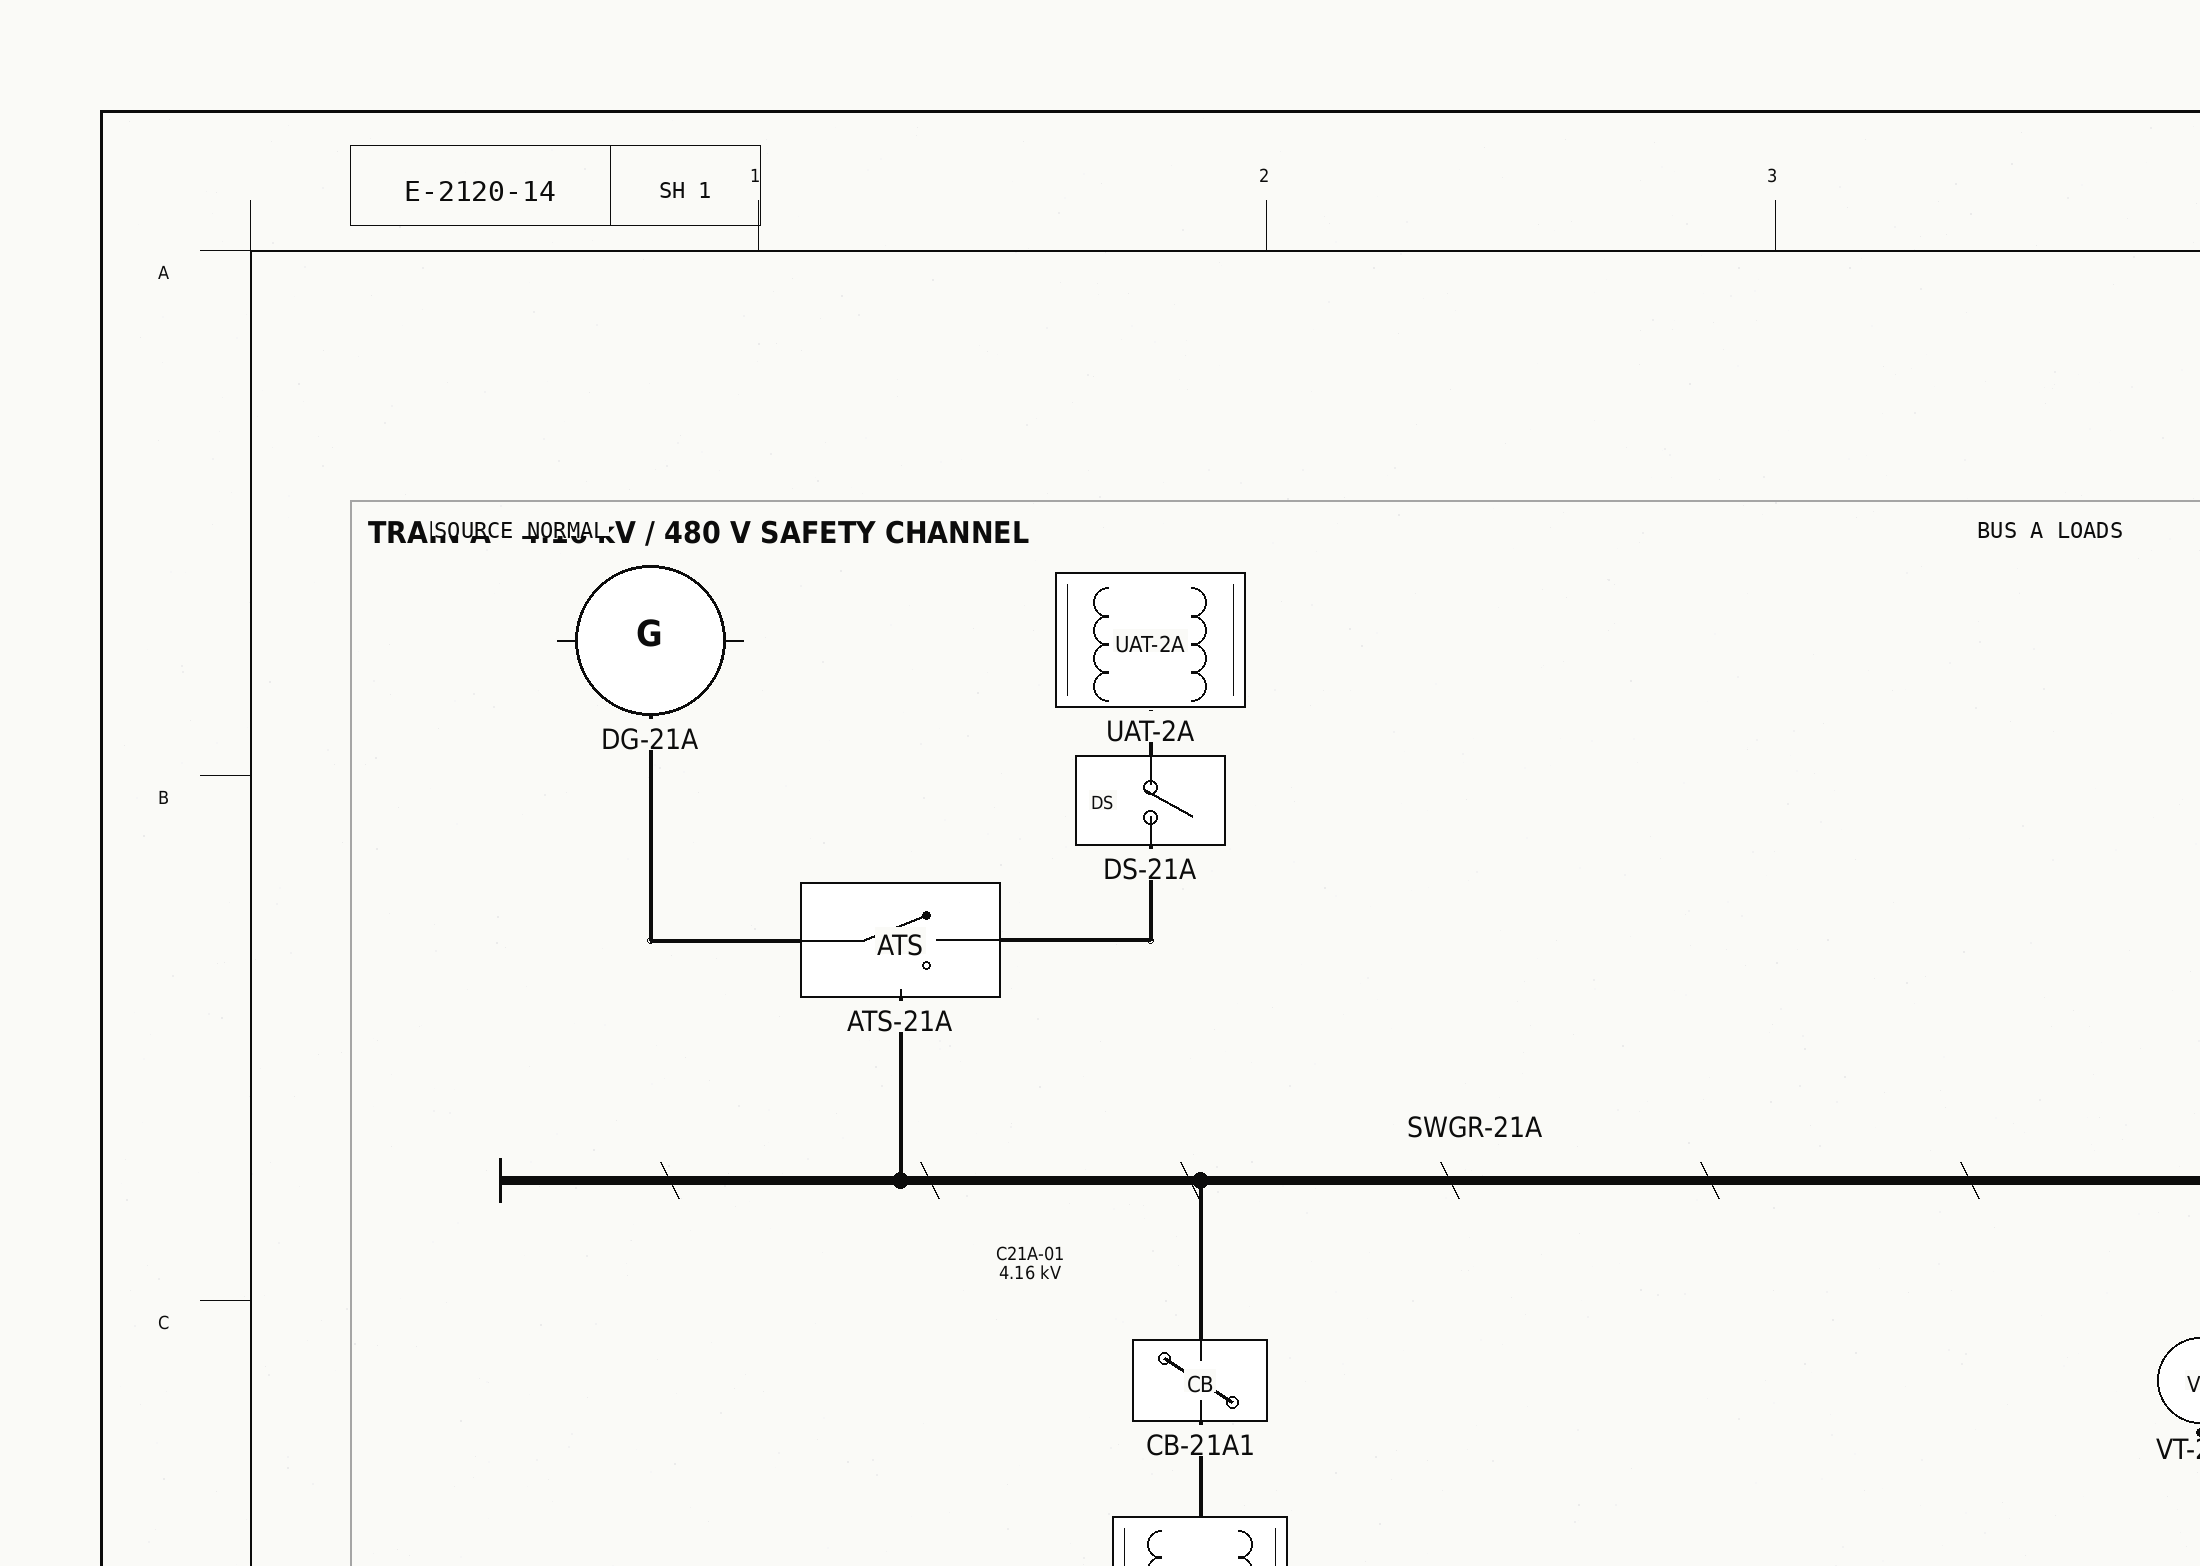 E-2120-14
SH 1
1
2
3
A
SOURCE NORMAL
/ 480 V SAFETY CHANNEL
BUS A LOADS
G
UAT-2A
DG-21A
UAT-2A
B
DS
DS-21A
ATS
ATS-21A
SWGR-21A
C21A-01
4.16 kV
C
CB
CB-21A1